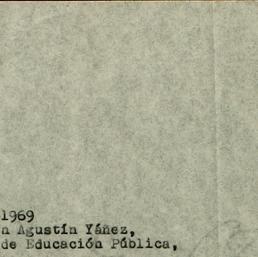 1969
n Agustín Yáñez,
de Educación Pública,